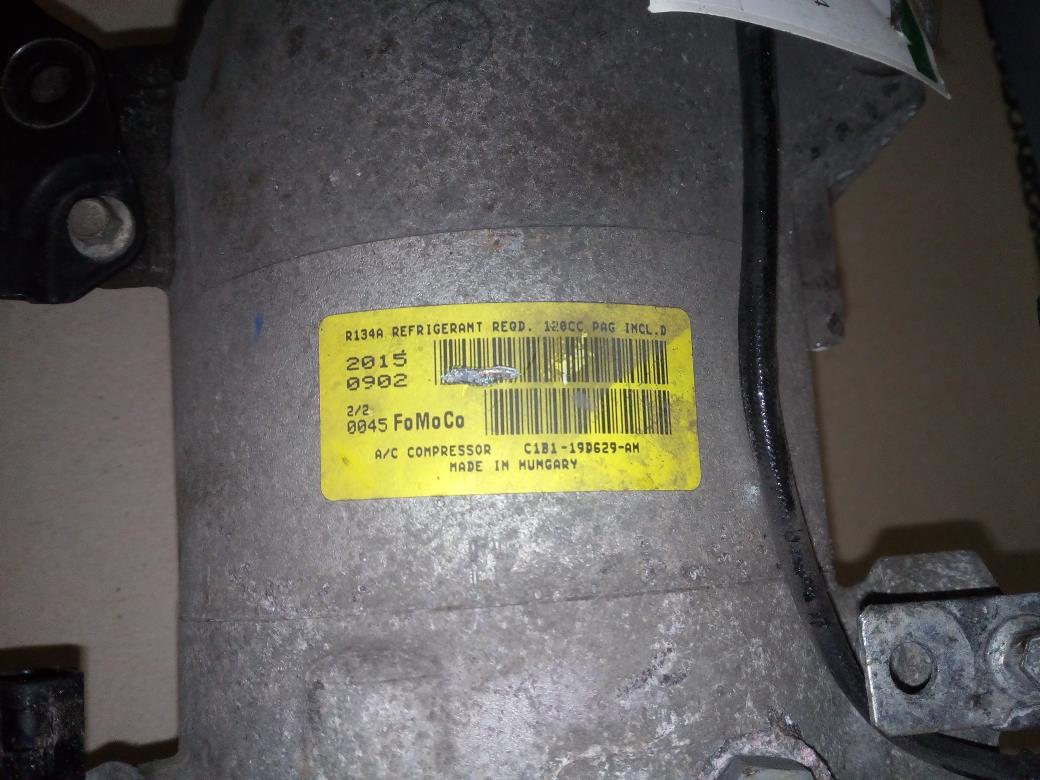 R134A REFRIGERANT REQD. 120CC PAG INCL.D
2015
0902
2/2
0045 FoMoCo
A/C COMPRESSOR C1B1-19D629-AM
MADE IN HUNGARY